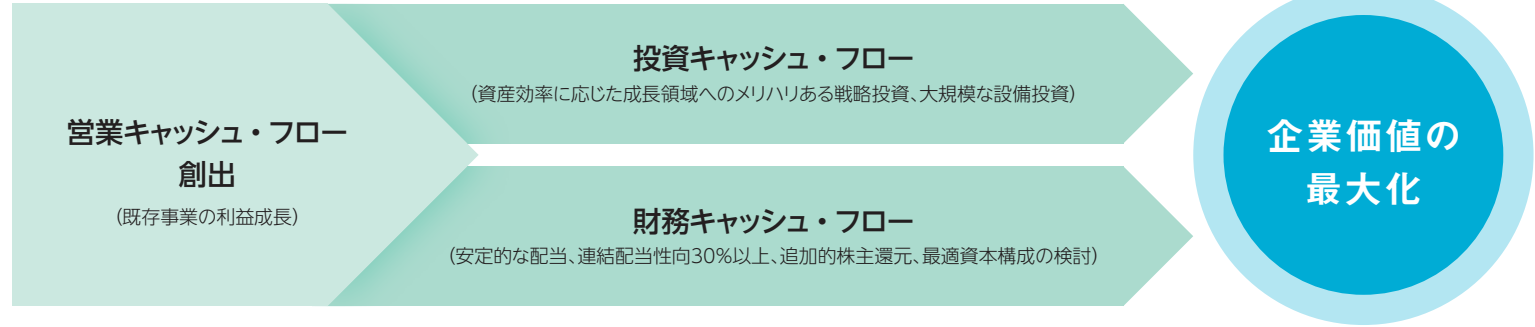 営業キャッシュ・フロー
創出
(既存事業の利益成長)
投資キャッシュ・フロー
(資産効率に応じた成長領域へのメリハリある戦略投資、大規模な設備投資)
財務キャッシュ・フロー
(安定的な配当、連結配当性向30%以上、追加的株主還元、最適資本構成の検討)
企業価値の
最大化